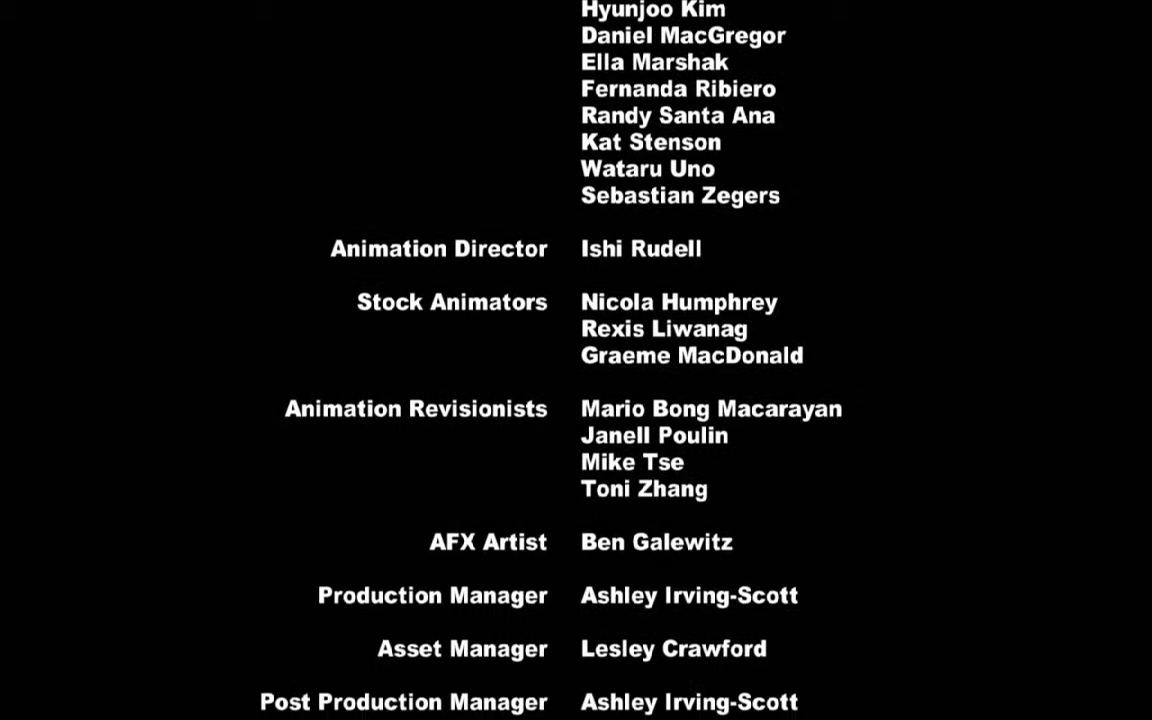 Hyunjoo Kim
Daniel MacGregor
Ella Marshak
Fernanda Ribiero
Randy Santa Ana
Kat Stenson
Wataru Uno
Sebastian Zegers
Animation Director Ishi Rudell
Stock Animators Nicola Humphrey
Rexis Liwanag
Graeme MacDonald
Animation Revisionists Mario Bong Macarayan
Janell Poulin
Mike Tse
Toni Zhang
AFX Artist Ben Galewitz
Production Manager Ashley Irving-Scott
Asset Manager Lesley Crawford
Post Production Manager Ashley Irving-Scott